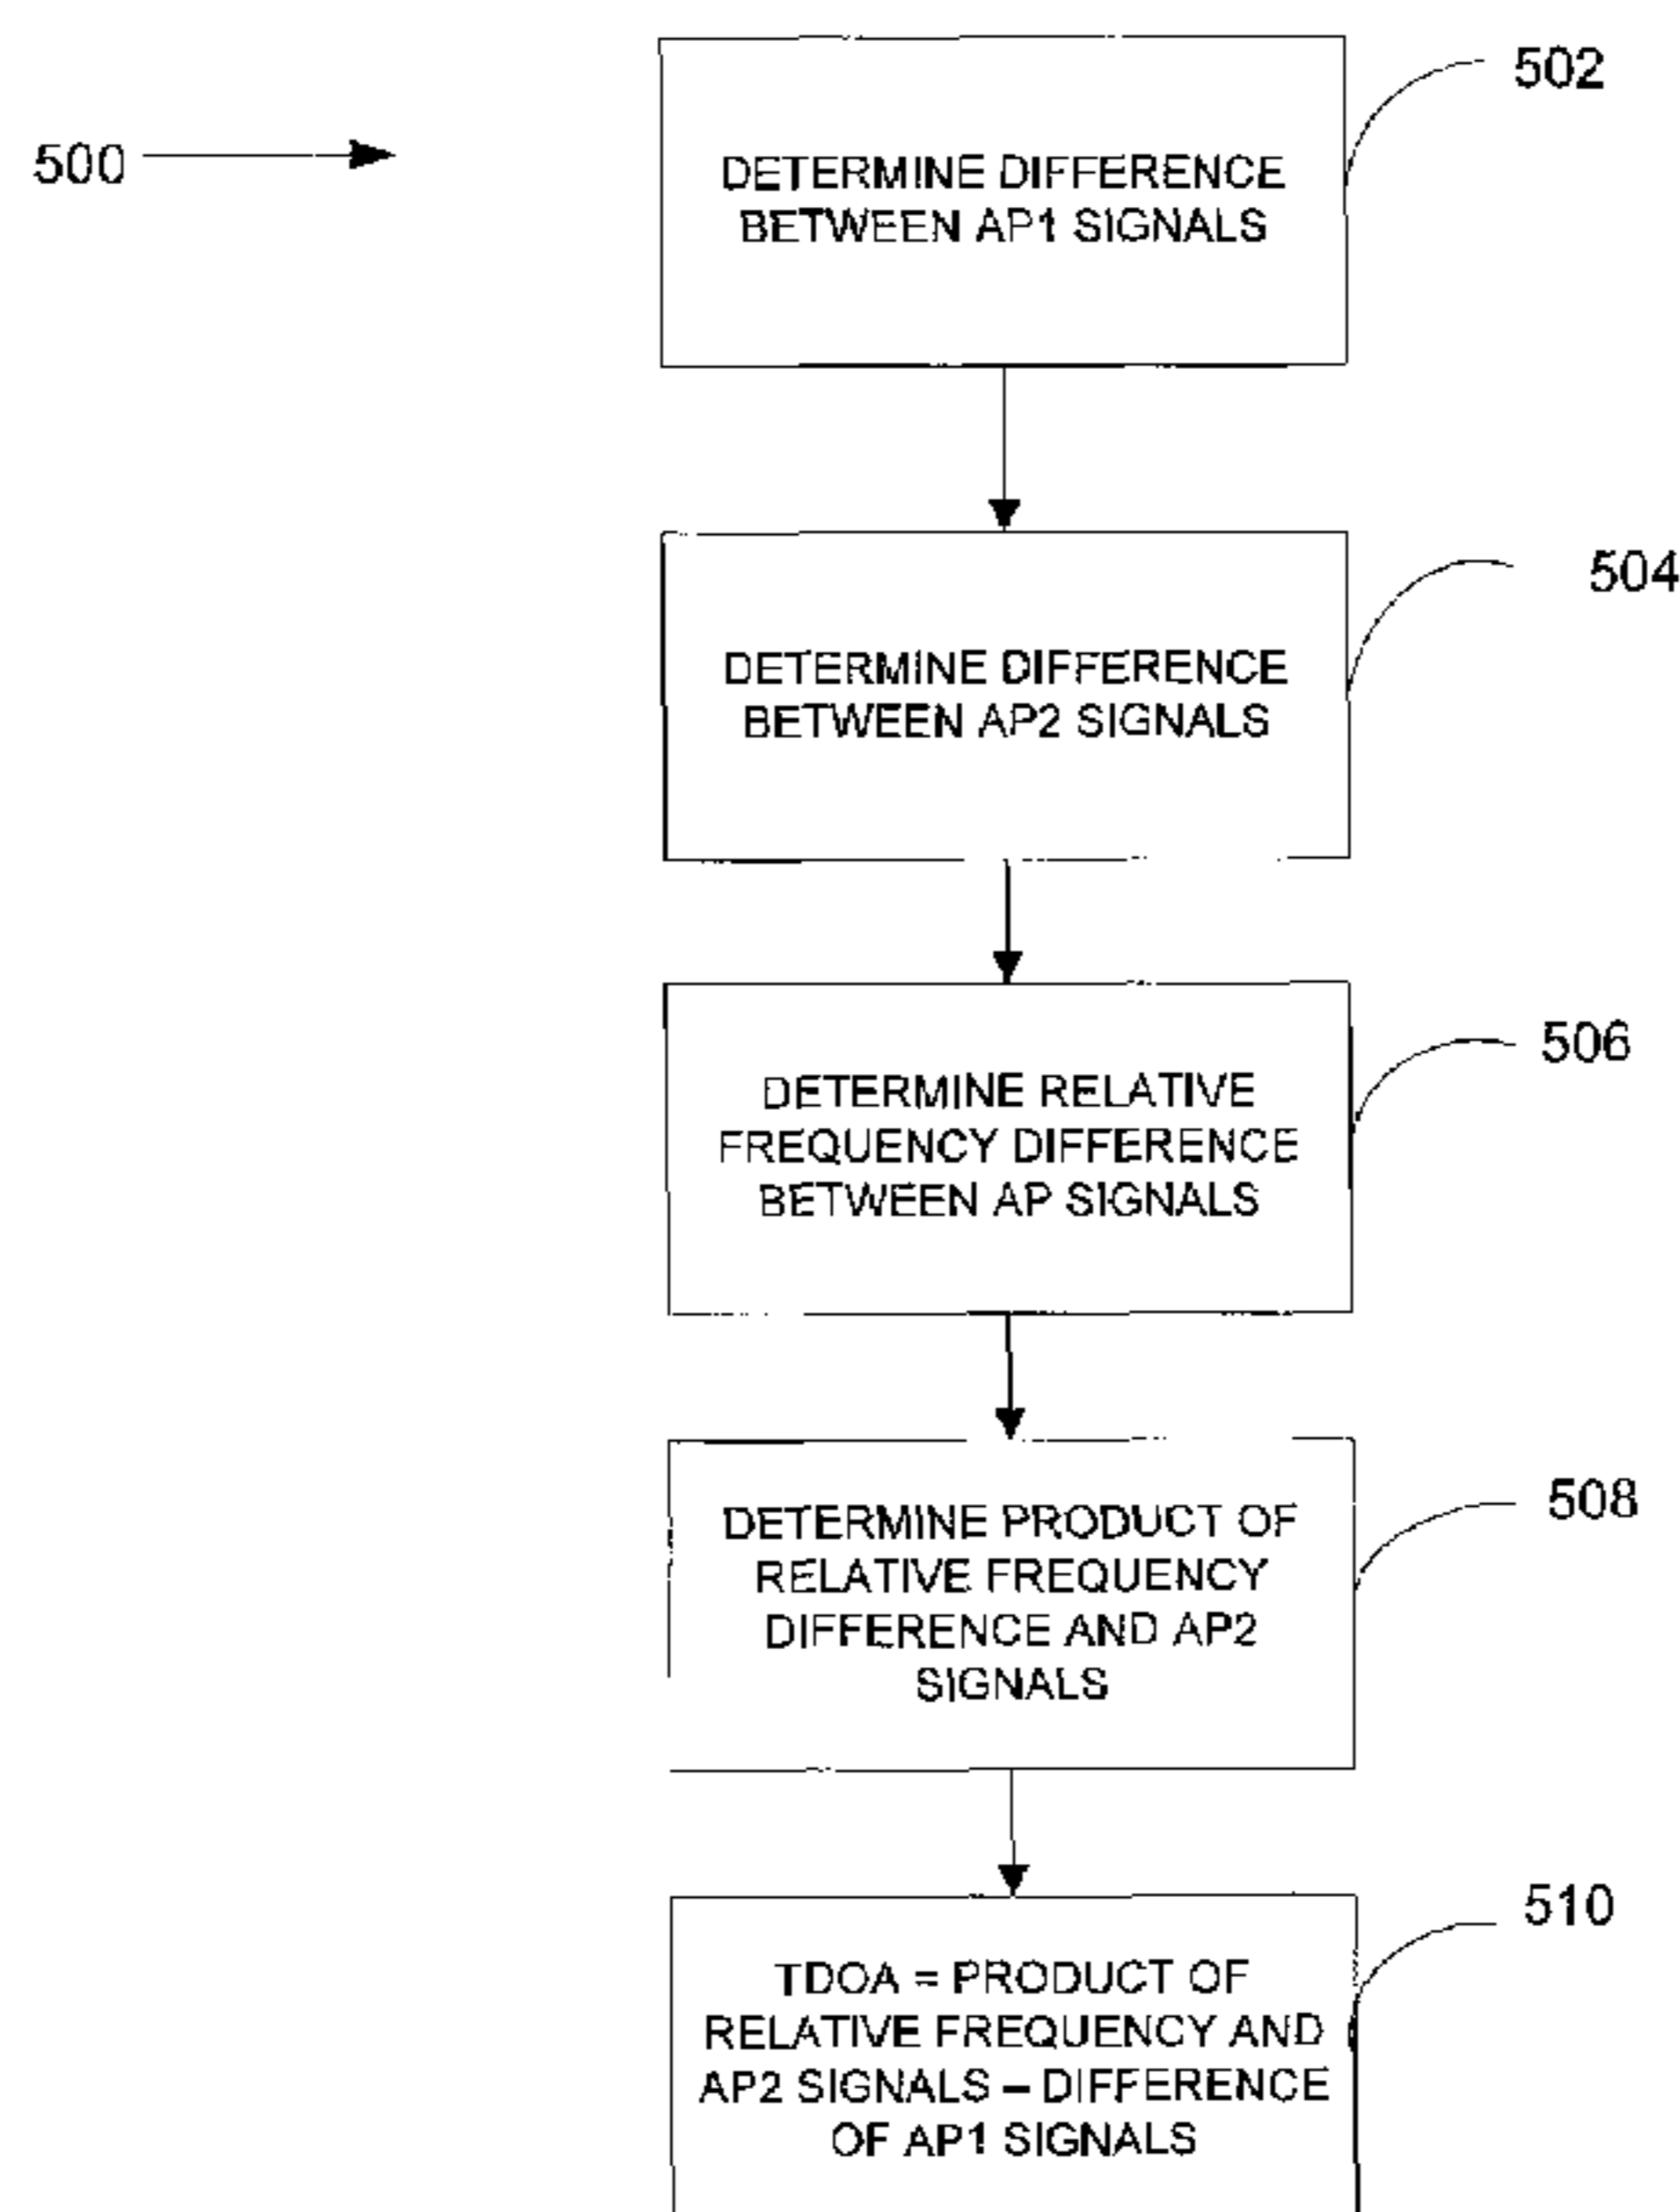 502
500
DETERMINE DIFFERENCE
BETWEEN AP1 SIGNALS
504
DETERMINE DIFFERENCE
BETWEEN AP2 SIGNALS
506
DETERMINE RELATIVE
FREQUENCY DIFFERENCE
BETWEEN AP SIGNALS
508
DETERMINE PRODUCT OF
RELATIVE FREQUENCY
DIFFERENCE AND AP2
SIGNALS
510
TDOA = PRODUCT OF
RELATIVE FREQUENCY AND
AP2 SIGNALS – DIFFERENCE
OF AP1 SIGNALS